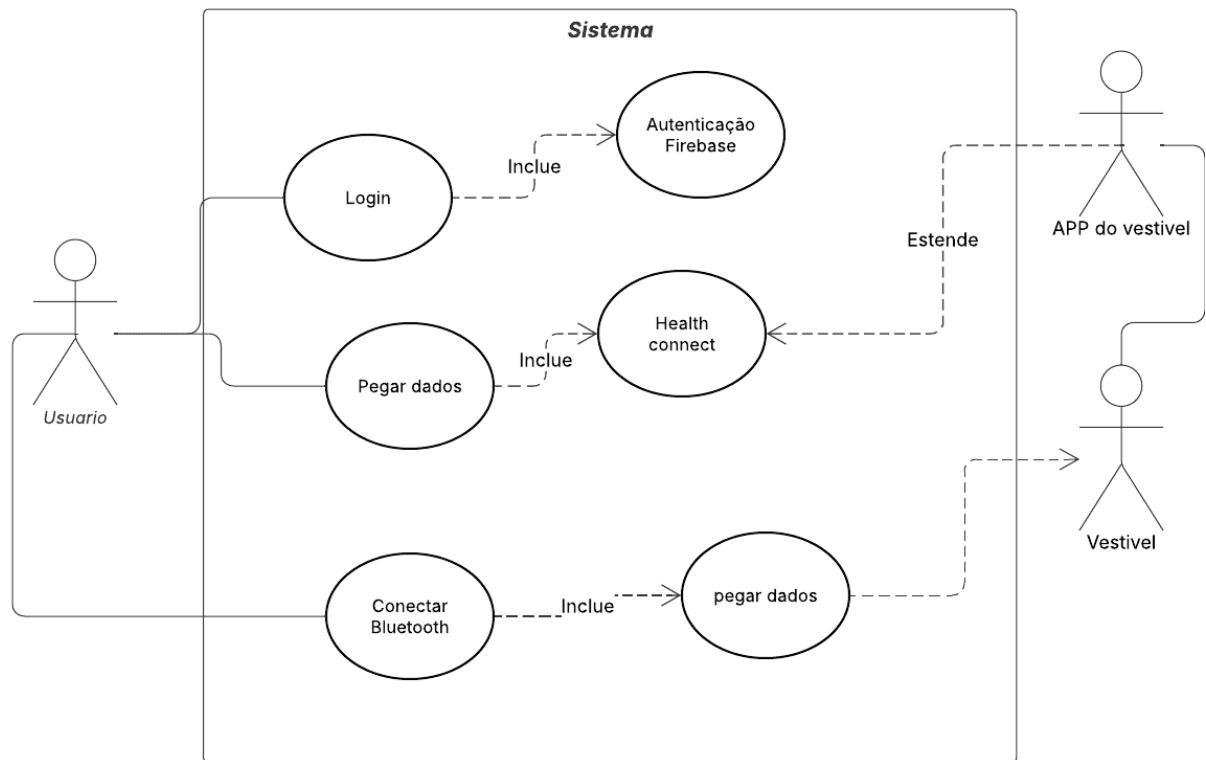 Sistema
Autenticação
Firebase
Inclue
Login
APP do vestivel
Estende
Health
connect
Inclue
Pegar dados
Usuario
Vestivel
Conectar
Bluetooth
Inclue
pegar dados